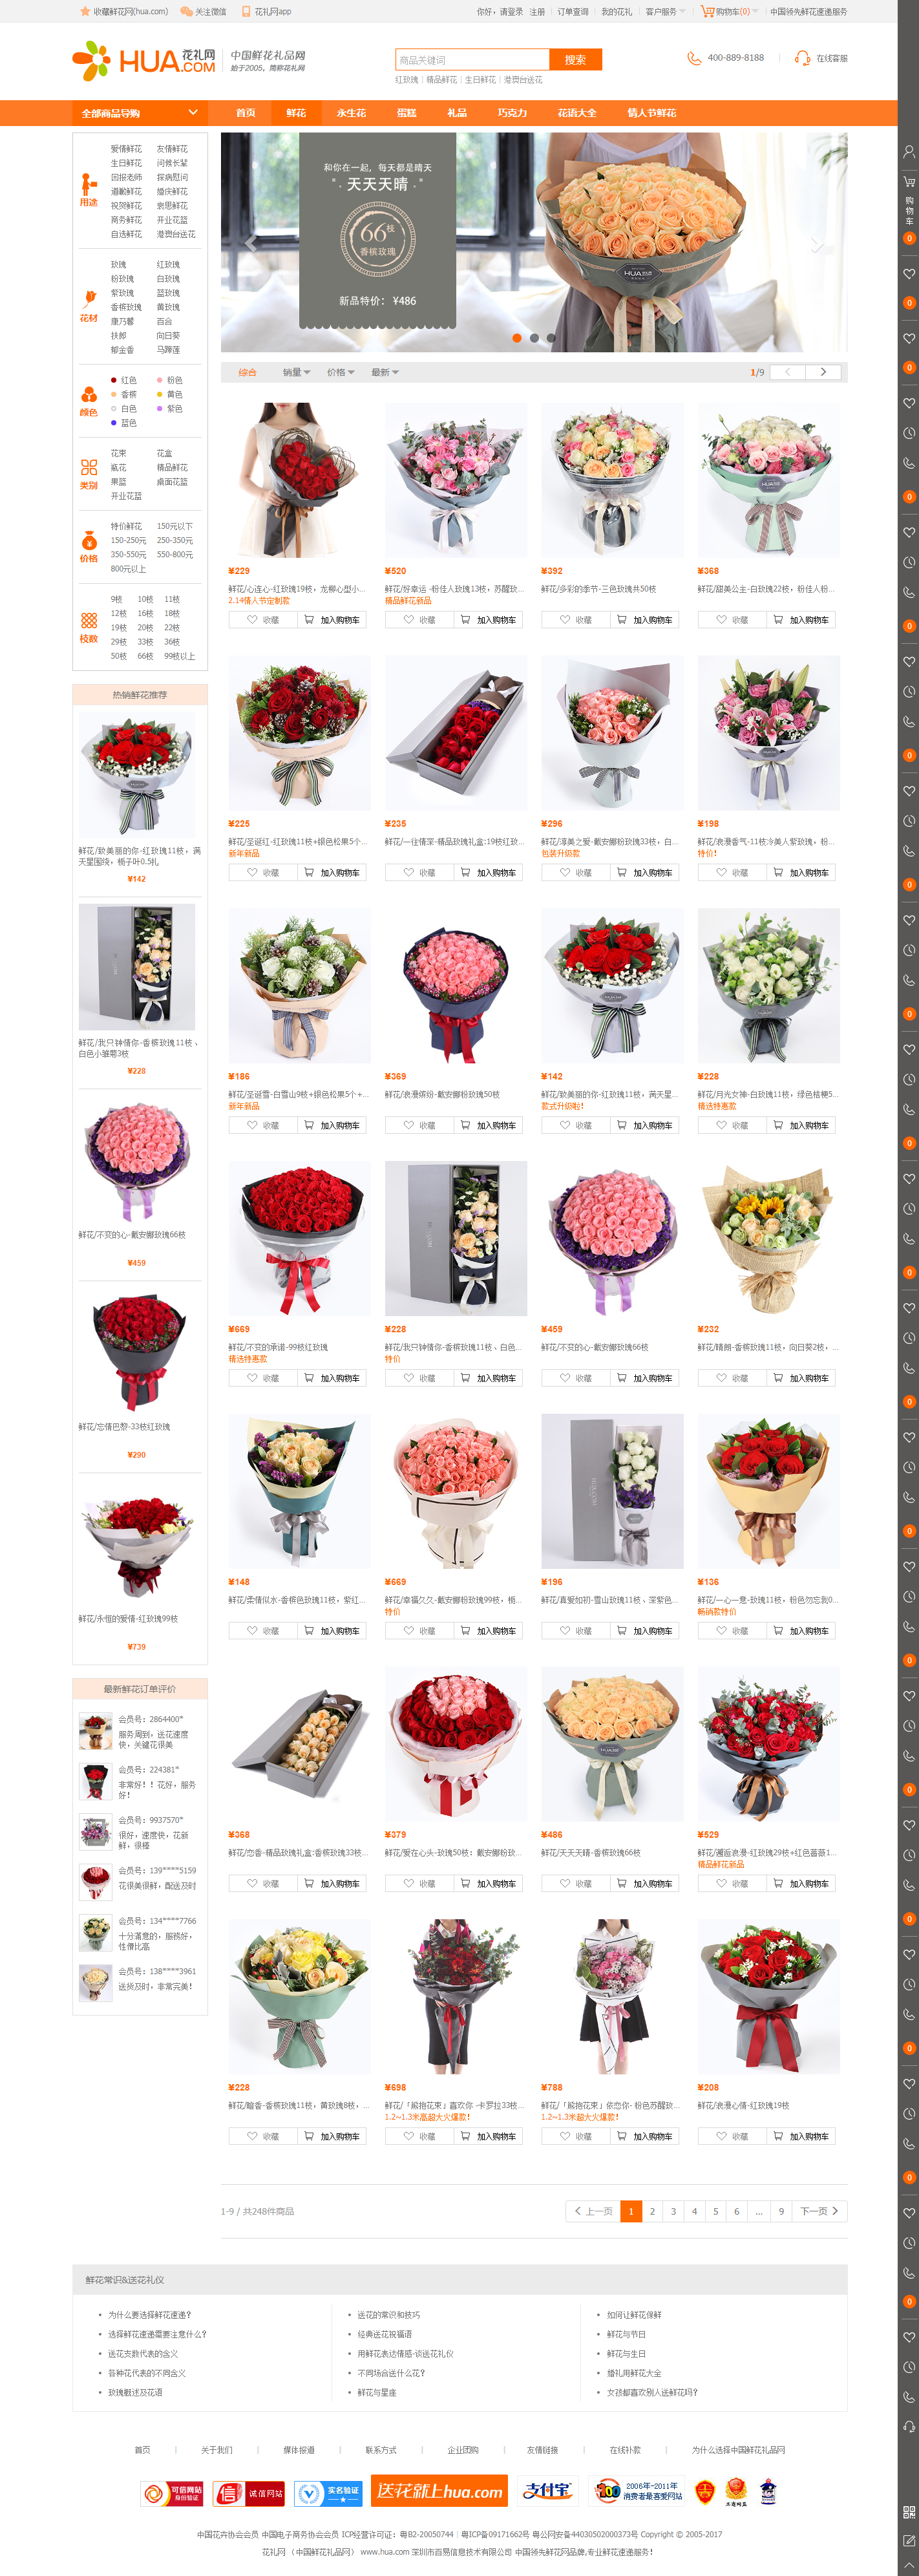 收藏鲜花网(hua.com) 关注微信 花礼网app
你好，请登录 注册 订单查询 我的花礼 客户服务 购物车(0) 中国领先鲜花速递服务
HUA.COM 花礼网 中国鲜花礼品网
始于2005，简称花礼网
商品关键词 搜索
红玫瑰 | 精品鲜花 | 生日鲜花 | 港澳台送花
400-889-8188 在线客服
全部商品导购 首页 鲜花 永生花 蛋糕 礼品 巧克力 花语大全 情人节鲜花
用途
爱情鲜花 友情鲜花
生日鲜花 问候长辈
回报老师 探病慰问
道歉鲜花 婚庆鲜花
祝贺鲜花 哀思鲜花
商务鲜花 开业花篮
自选鲜花 港澳台送花
花材
玫瑰 红玫瑰
粉玫瑰 白玫瑰
紫玫瑰 蓝玫瑰
香槟玫瑰 黄玫瑰
康乃馨 百合
扶郎 向日葵
郁金香 马蹄莲
颜色
红色 粉色
香槟 黄色
白色 紫色
蓝色
类别
花束 花盒
瓶花 精品鲜花
果篮 桌面花篮
开业花篮
价格
特价鲜花 150元以下
150-250元 250-350元
350-550元 550-800元
800元以上
枝数
9枝 10枝 11枝
12枝 16枝 18枝
19枝 20枝 22枝
29枝 33枝 36枝
50枝 66枝 99枝以上
和你在一起，每天都是晴天
天天天晴
66枝
香槟玫瑰
新品特价：¥486
综合 销量 价格 最新 1/9
¥229 ¥520 ¥392 ¥368
鲜花/心连心-红玫瑰19枝，龙柳心型小...
2.14情人节定制款
鲜花/好幸运 -粉佳人玫瑰13枝，苏醒玫...
精品鲜花新品
鲜花/多彩的季节-三色玫瑰共50枝
鲜花/甜美公主-白玫瑰22枝，粉佳人粉...
收藏 加入购物车 收藏 加入购物车 收藏 加入购物车 收藏 加入购物车
¥225 ¥235 ¥296 ¥198
鲜花/圣诞红-红玫瑰11枝+银色松果5个...
新年新品
鲜花/一往情深-精品玫瑰礼盒:19枝红玫...
鲜花/淳美之爱-戴安娜粉玫瑰33枝，白...
包装升级款
鲜花/浪漫香气-11枝冷美人紫玫瑰，粉...
特价！
收藏 加入购物车 收藏 加入购物车 收藏 加入购物车 收藏 加入购物车
¥186 ¥369 ¥142 ¥228
鲜花/圣诞雪-白雪山9枝+银色松果5个+...
新年新品
鲜花/浪漫缤纷-戴安娜粉玫瑰50枝
鲜花/致美丽的你-红玫瑰11枝，满天星...
款式升级啦！
鲜花/月光女神-白玫瑰11枝，绿色桔梗5...
精选特惠款
收藏 加入购物车 收藏 加入购物车 收藏 加入购物车 收藏 加入购物车
¥669 ¥228 ¥459 ¥232
鲜花/不变的承诺-99枝红玫瑰
精选特惠款
鲜花/我只钟情你-香槟玫瑰11枝、白色...
特价
鲜花/不变的心-戴安娜玫瑰66枝
鲜花/晴朗-香槟玫瑰11枝，向日葵2枝，...
收藏 加入购物车 收藏 加入购物车 收藏 加入购物车 收藏 加入购物车
¥148 ¥669 ¥196 ¥136
鲜花/柔情似水-香槟色玫瑰11枝，紫红...
鲜花/幸福久久-戴安娜粉玫瑰99枝，栀...
特价
鲜花/真爱如初-雪山玫瑰11枝、深紫色...
鲜花/一心一意-玫瑰11枝，粉色勿忘我0...
畅销款特价
收藏 加入购物车 收藏 加入购物车 收藏 加入购物车 收藏 加入购物车
¥368 ¥379 ¥486 ¥529
鲜花/恋香-精品玫瑰礼盒:香槟玫瑰33枝...
鲜花/爱在心头-玫瑰50枝：戴安娜粉玫...
鲜花/天天天晴-香槟玫瑰66枝
鲜花/邂逅浪漫-红玫瑰29枝+红色蔷薇1...
精品鲜花新品
收藏 加入购物车 收藏 加入购物车 收藏 加入购物车 收藏 加入购物车
¥228 ¥698 ¥788 ¥208
鲜花/暗香-香槟玫瑰11枝，黄玫瑰8枝，...
鲜花/「熊抱花束」喜欢你 -卡罗拉33枝...
1.2~1.3米高超大火爆款！
鲜花/「熊抱花束」依恋你- 粉色苏醒玫...
1.2~1.3米超大火爆款！
鲜花/浪漫心情-红玫瑰19枝
收藏 加入购物车 收藏 加入购物车 收藏 加入购物车 收藏 加入购物车
热销鲜花推荐
鲜花/致美丽的你-红玫瑰11枝，满
天星围绕，栀子叶0.5扎
¥142
鲜花/我只钟情你-香槟玫瑰11枝、
白色小雏菊3枝
¥228
鲜花/不变的心-戴安娜玫瑰66枝
¥459
鲜花/忘情巴黎-33枝红玫瑰
¥290
鲜花/永恒的爱情-红玫瑰99枝
¥739
最新鲜花订单评价
会员号：2864400*
服务周到，送花速度
快，关键花很美
会员号：224381*
非常好！！花好，服务
好！
会员号：9937570*
很好，速度快，花新
鲜，很棒
会员号：139****5159
花很美很鲜，配送及时
会员号：134****7766
十分满意的，服务好，
性价比高
会员号：138****3961
送货及时，非常完美！
1-9 / 共248件商品
上一页 1 2 3 4 5 6 ... 9 下一页
鲜花常识&送花礼仪
为什么要选择鲜花速递? 送花的常识和技巧 如何让鲜花保鲜
选择鲜花速递需要注意什么? 经典送花祝福语 鲜花与节日
送花支数代表的含义 用鲜花表达情感-谈送花礼仪 鲜花与生日
各种花代表的不同含义 不同场合送什么花? 婚礼用鲜花大全
玫瑰概述及花语 鲜花与星座 女孩都喜欢别人送鲜花吗?
首页 | 关于我们 | 媒体报道 | 联系方式 | 企业团购 | 友情链接 | 在线补款 | 为什么选择中国鲜花礼品网
可信网站 身份验证 诚信网站 实名验证 送花就上hua.com 支付宝 2006年-2011年 消费者最喜爱网站
中国花卉协会会员 中国电子商务协会会员 ICP经营许可证：粤B2-20050744 | 粤ICP备09171662号 粤公网安备44030502000373号 Copyright © 2005-2017
花礼网 (中国鲜花礼品网) www.hua.com 深圳市百易信息技术有限公司 中国领先鲜花网品牌,专业鲜花速递服务！
购物车
0